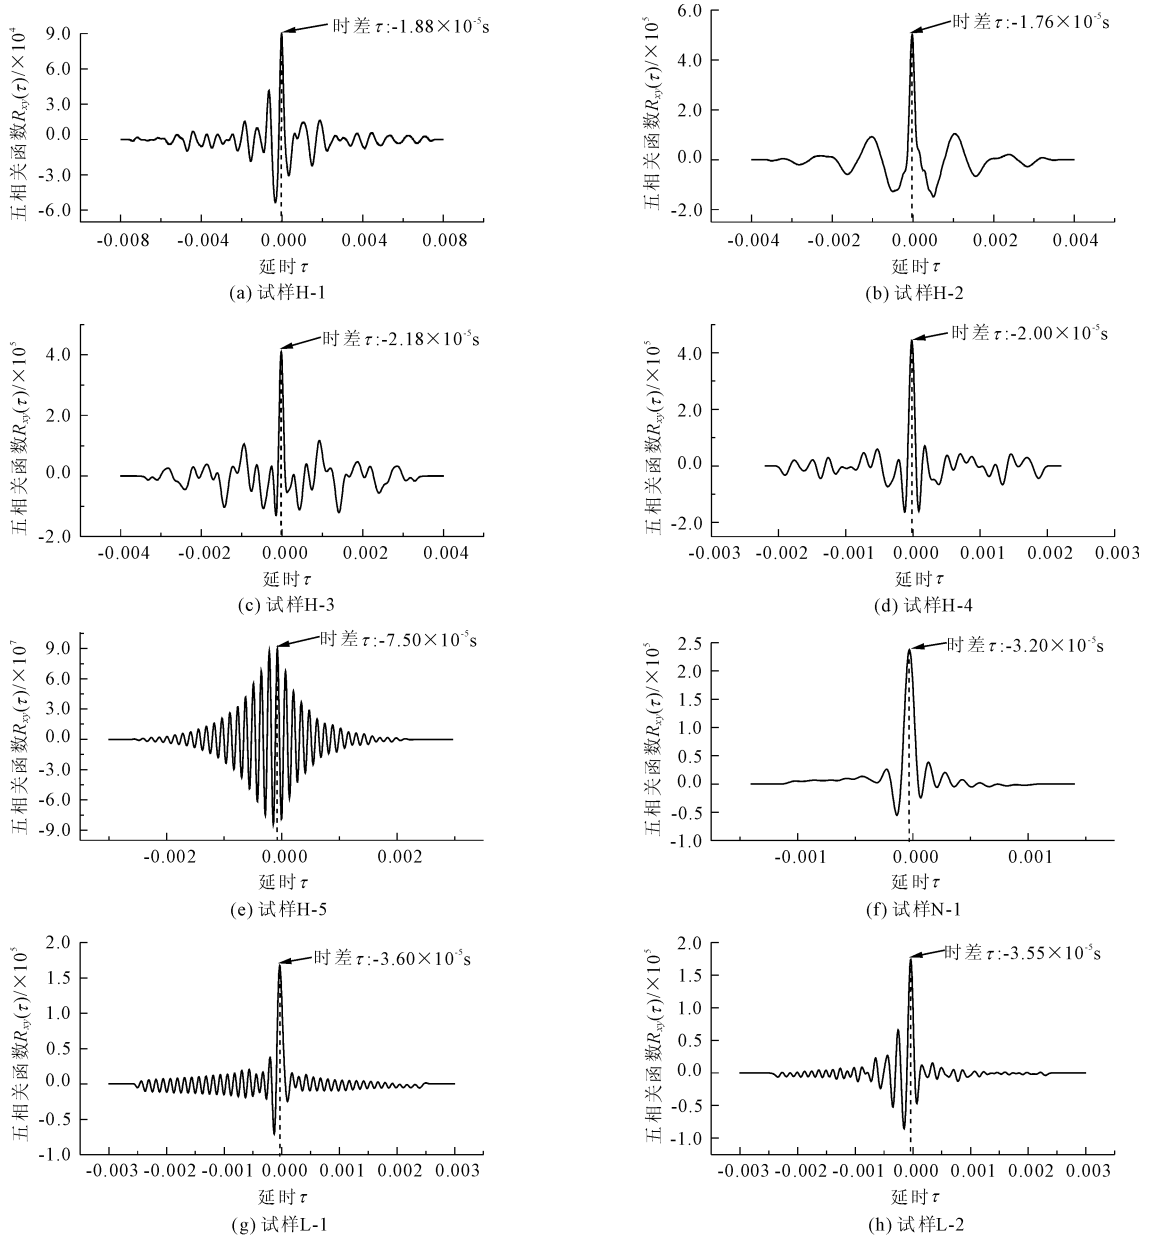 时差τ:-1.88×10⁻⁵s
五相关函数Rxy(τ)/×10⁴
9.0
6.0
3.0
0.0
-3.0
-6.0
-0.008 -0.004 0.000 0.004 0.008
延时τ
(a) 试样H-1
时差τ:-1.76×10⁻⁵s
五相关函数Rxy(τ)/×10⁵
6.0
4.0
2.0
0.0
-2.0
-0.004 -0.002 0.000 0.002 0.004
延时τ
(b) 试样H-2
时差τ:-2.18×10⁻⁵s
五相关函数Rxy(τ)/×10⁵
4.0
2.0
0.0
-2.0
-0.004 -0.002 0.000 0.002 0.004
延时τ
(c) 试样H-3
时差τ:-2.00×10⁻⁵s
五相关函数Rxy(τ)/×10⁵
4.0
2.0
0.0
-2.0
-0.003 -0.002 -0.001 0.000 0.001 0.002 0.003
延时τ
(d) 试样H-4
时差τ:-7.50×10⁻⁵s
五相关函数Rxy(τ)/×10⁷
9.0
6.0
3.0
0.0
-3.0
-6.0
-9.0
-0.002 0.000 0.002
延时τ
(e) 试样H-5
时差τ:-3.20×10⁻⁵s
五相关函数Rxy(τ)/×10⁵
2.5
2.0
1.5
1.0
0.5
0.0
-0.5
-1.0
-0.001 0.000 0.001
延时τ
(f) 试样N-1
时差τ:-3.60×10⁻⁵s
五相关函数Rxy(τ)/×10⁵
2.0
1.5
1.0
0.5
0.0
-0.5
-1.0
-0.003 -0.002 -0.001 0.000 0.001 0.002 0.003
延时τ
(g) 试样L-1
时差τ:-3.55×10⁻⁵s
五相关函数Rxy(τ)/×10⁵
2.0
1.5
1.0
0.5
0.0
-0.5
-1.0
-0.003 -0.002 -0.001 0.000 0.001 0.002 0.003
延时τ
(h) 试样L-2